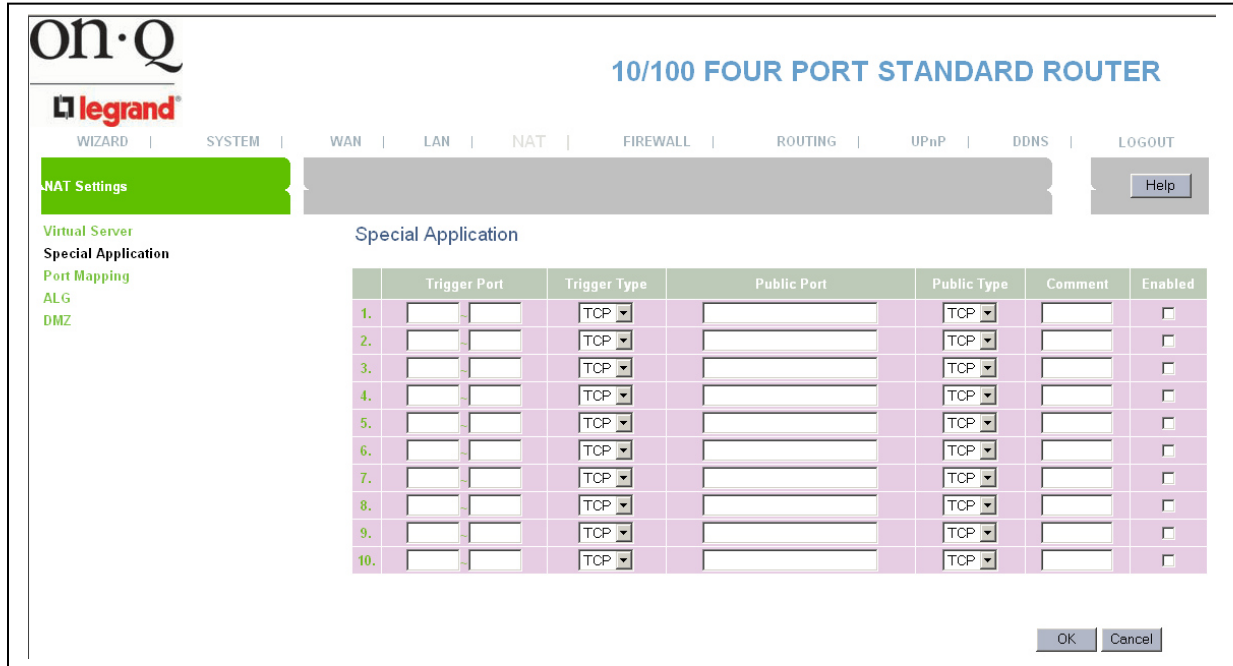 on·Q
10/100 FOUR PORT STANDARD ROUTER
legrand®
WIZARD | SYSTEM | WAN | LAN | NAT | FIREWALL | ROUTING | UPnP | DDNS | LOGOUT
NAT Settings
Help
Virtual Server
Special Application
Port Mapping
ALG
DMZ
Special Application
Trigger Port Trigger Type Public Port Public Type Comment Enabled
1. ~ TCP TCP
2. ~ TCP TCP
3. ~ TCP TCP
4. ~ TCP TCP
5. ~ TCP TCP
6. ~ TCP TCP
7. ~ TCP TCP
8. ~ TCP TCP
9. ~ TCP TCP
10. ~ TCP TCP
OK Cancel